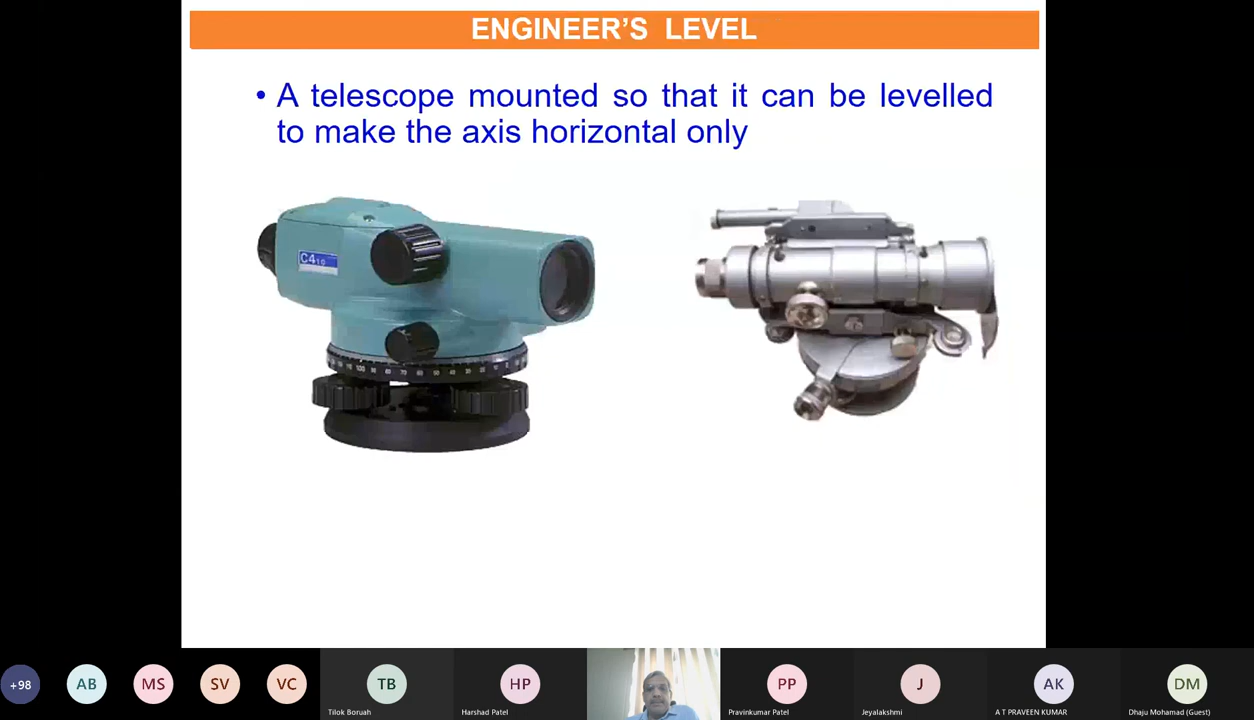 ENGINEER'S LEVEL
• A telescope mounted so that it can be levelled
to make the axis horizontal only
C410
+98
AB
MS
SV
VC
TB
HP
PP
J
AK
DM
Tilok Boruah
Harshad Patel
Pravinkumar Patel
Jeyalakshmi
A T PRAVEEN KUMAR
Dhaju Mohamad (Guest)